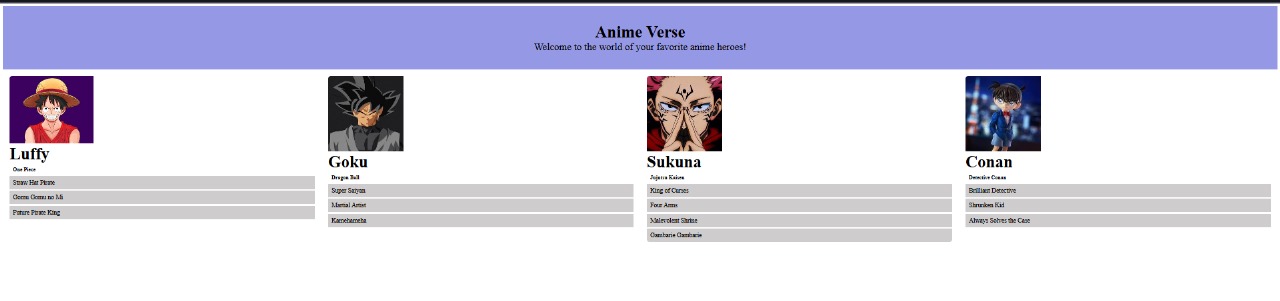 Anime Verse
Welcome to the world of your favorite anime heroes!
Luffy
One Piece
Straw Hat Pirate
Gomu Gomu no Mi
Future Pirate King
Goku
Dragon Ball
Super Saiyan
Martial Artist
Kamehameha
Sukuna
Jujutsu Kaisen
King of Curses
Four Arms
Malevolent Shrine
Gambarie Gambarie
Conan
Detective Conan
Brilliant Detective
Shrunken Kid
Always Solves the Case